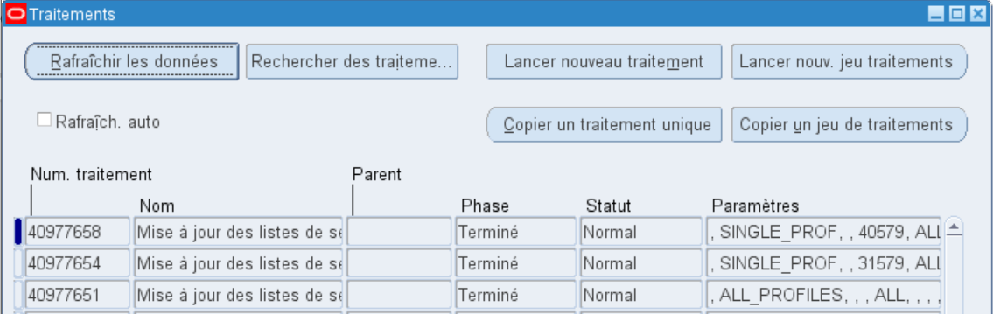 Traitements
Rafraîchir les données Rechercher des traiteme... Lancer nouveau traitement Lancer nouv. jeu traitements
Rafraîch. auto Copier un traitement unique Copier un jeu de traitements
Num. traitement Parent
Nom Phase Statut Paramètres
40977658 Mise à jour des listes de sé Terminé Normal , SINGLE_PROF, , 40579, ALL
40977654 Mise à jour des listes de sé Terminé Normal , SINGLE_PROF, , 31579, ALL
40977651 Mise à jour des listes de sé Terminé Normal , ALL_PROFILES, , , ALL, , , ,